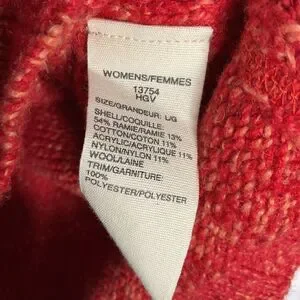 WOMENS/FEMMES
13754
HGV
SIZE/GRANDEUR: L/G
SHELL/COQUILLE:
54% RAMIE/RAMIE 13%
COTTON/COTON 11%
ACRYLIC/ACRYLIQUE 11%
NYLON/NYLON 11%
WOOL/LAINE
TRIM/GARNITURE:
100%
POLYESTER/POLYESTER